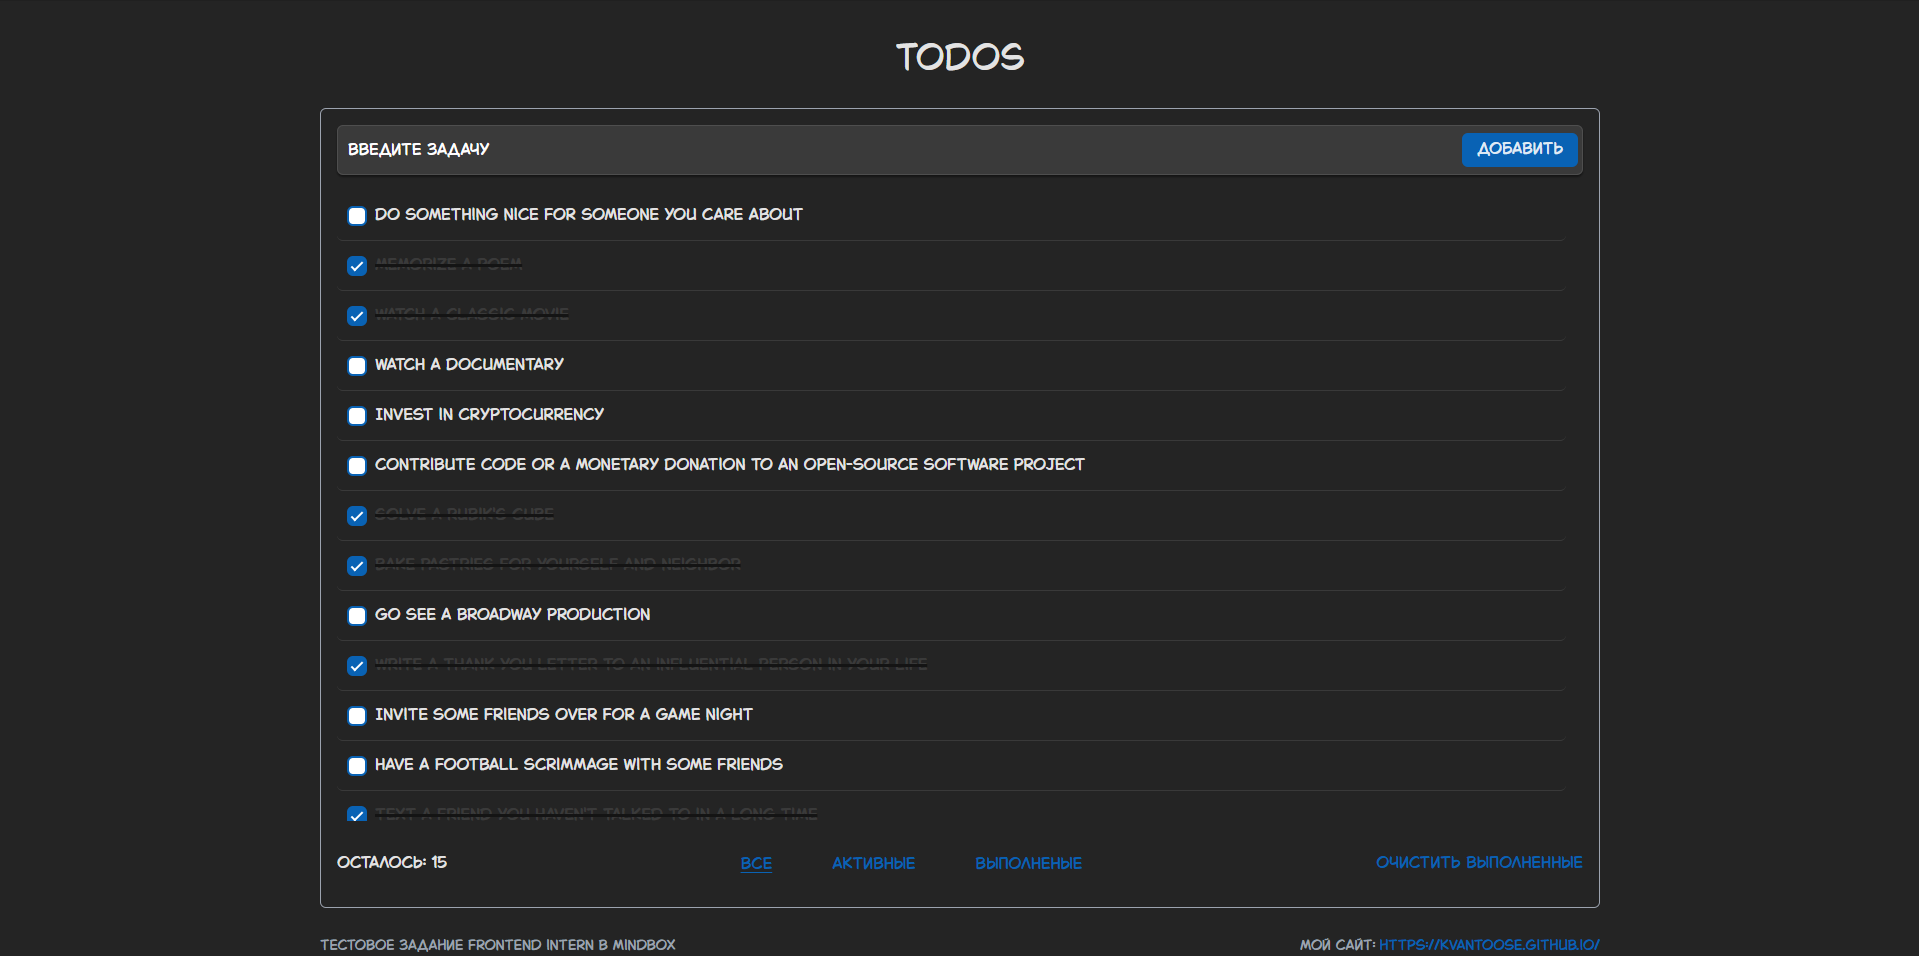 TODOS
ВВЕДИТЕ ЗАДАЧУ
ДОБАВИТЬ
DO SOMETHING NICE FOR SOMEONE YOU CARE ABOUT
MEMORIZE A POEM
WATCH A CLASSIC MOVIE
WATCH A DOCUMENTARY
INVEST IN CRYPTOCURRENCY
CONTRIBUTE CODE OR A MONETARY DONATION TO AN OPEN-SOURCE SOFTWARE PROJECT
SOLVE A RUBIK'S CUBE
BAKE PASTRIES FOR YOURSELF AND NEIGHBOR
GO SEE A BROADWAY PRODUCTION
WRITE A THANK YOU LETTER TO AN INFLUENTIAL PERSON IN YOUR LIFE
INVITE SOME FRIENDS OVER FOR A GAME NIGHT
HAVE A FOOTBALL SCRIMMAGE WITH SOME FRIENDS
TEXT A FRIEND YOU HAVEN'T TALKED TO IN A LONG TIME
ОСТАЛОСЬ: 15 ВСЕ АКТИВНЫЕ ВЫПОЛНЕНЫЕ ОЧИСТИТЬ ВЫПОЛНЕННЫЕ
ТЕСТОВОЕ ЗАДАНИЕ FRONTEND INTERN В MINDBOX
МОЙ САЙТ: HTTPS://KVANTOOSE.GITHUB.IO/